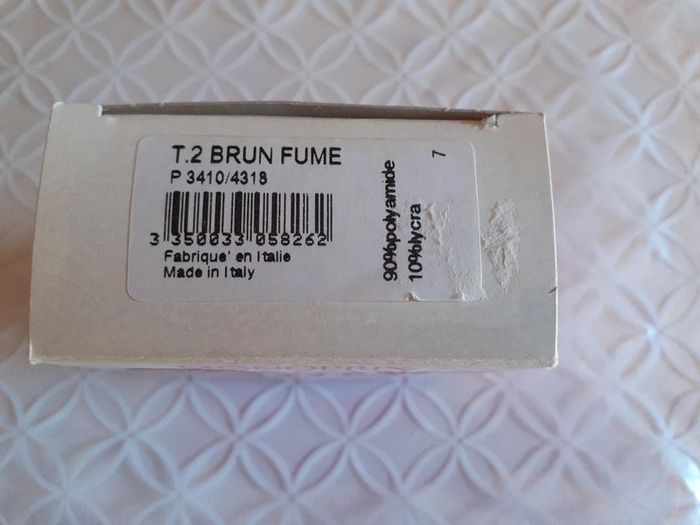 T.2 BRUN FUME
P 3410/4318
3 350033 058262
Fabrique' en Italie
Made in Italy
90%polyamide
10%lycra
7